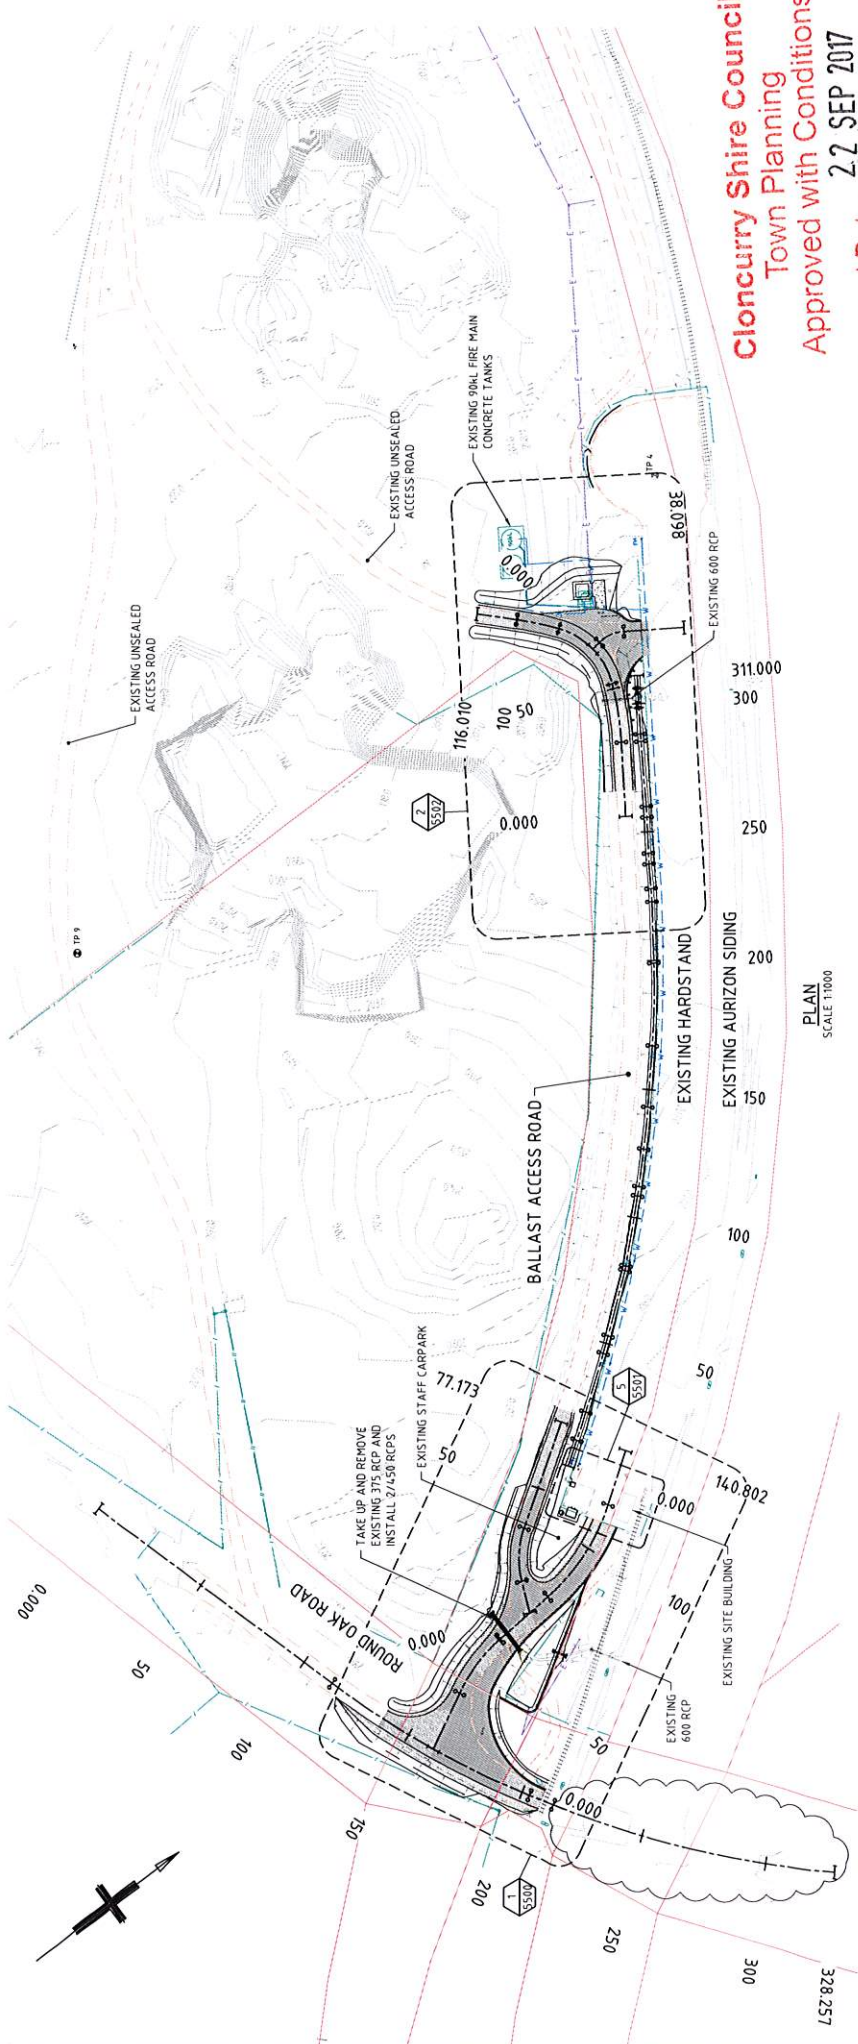 Cloncurry Shire Council
Town Planning
Approved with Conditions
22 SEP 2017
EXISTING UNSEALED
ACCESS ROAD
EXISTING UNSEALED
ACCESS ROAD
EXISTING 90kL FIRE MAIN
CONCRETE TANKS
TP 9
TP 4
38.098
0.000
EXISTING 600 RCP
116.010
100
50
0.000
2
5502
311.000
300
250
200
150
100
50
0.000
EXISTING HARDSTAND
EXISTING AURIZON SIDING
PLAN
SCALE 1:1000
BALLAST ACCESS ROAD
EXISTING STAFF CARPARK
TAKE UP AND REMOVE
EXISTING 375 RCP AND
INSTALL 2/450 RCPS
77.173
50
0.000
5
5501
140.802
100
50
0.000
EXISTING SITE BUILDING
EXISTING
600 RCP
ROUND OAK ROAD
0.000
50
100
150
200
250
300
328.257
1
5500